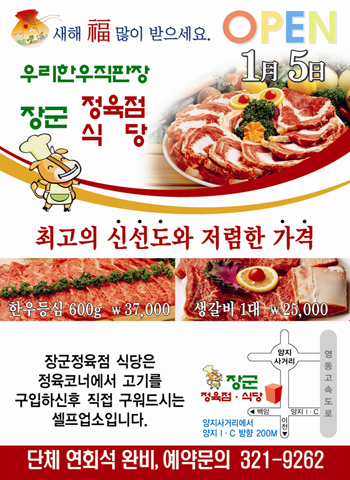 새해 福 많이 받으세요.
OPEN
1월 5일
우리한우직판장
장군 정육점
식당
최고의 신선도와 저렴한 가격
한우등심 600g ₩37,000
생갈비 1대 ₩25,000
장군정육점 식당은
정육코너에서 고기를
구입하신후 직접 구워드시는
셀프업소입니다.
장군
정육점·식당
양지사거리에서
양지I·C 방향 200M
양지
사거리
◀백암
양지I·C▶
이천▼
영동고속도로
단체 연회석 완비, 예약문의 321-9262